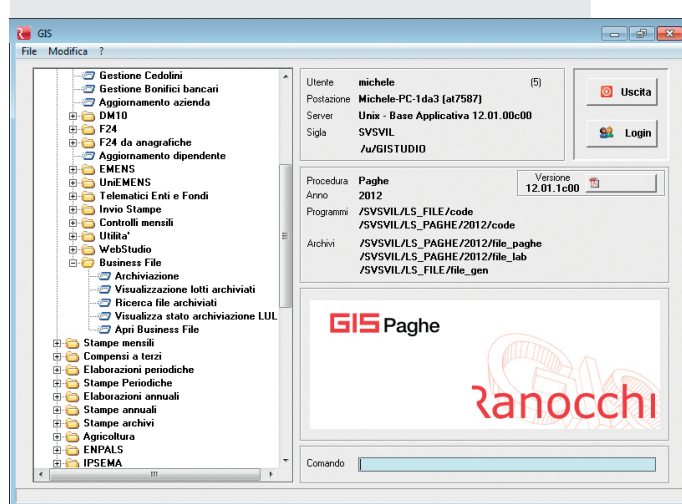 GIS
File Modifica ?
Gestione Cedolini
Gestione Bonifici bancari
Aggiornamento azienda
DM10
F24
F24 da anagrafiche
Aggiornamento dipendente
EMENS
UniEMENS
Telematici Enti e Fondi
Invio Stampe
Controlli mensili
Utilita'
WebStudio
Business File
Archiviazione
Visualizzazione lotti archiviati
Ricerca file archiviati
Visualizza stato archiviazione LUL
Apri Business File
Stampe mensili
Compensi a terzi
Elaborazioni periodiche
Stampe Periodiche
Elaborazioni annuali
Stampe annuali
Stampe archivi
Agricoltura
ENPALS
IPSEMA
Utente michele (5)
Postazione Michele-PC-1da3 (at7587)
Server Unix - Base Applicativa 12.01.00c00
Sigla SVSVIL
/u/GISTUDIO
Uscita
Login
Procedura Paghe
Versione
12.01.1c00
Anno 2012
Programmi /SVSVIL/LS_FILE/code
/SVSVIL/LS_PAGHE/2012/code
Archivi /SVSVIL/LS_PAGHE/2012/file_paghe
/SVSVIL/LS_PAGHE/2012/file_lab
/SVSVIL/LS_FILE/file_gen
GIS Paghe
Ranocchi
Comando